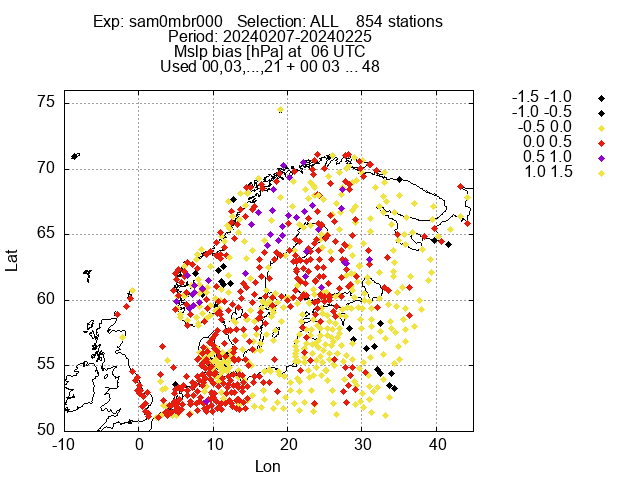 Exp: sam0mbr000 Selection: ALL 854 stations
Period: 20240207-20240225
Mslp bias [hPa] at 06 UTC
Used 00,03,...,21 + 00 03 ... 48
-1.5 -1.0
-1.0 -0.5
-0.5 0.0
0.0 0.5
0.5 1.0
1.0 1.5
75
70
65
60
55
50
Lat
-10 0 10 20 30 40
Lon